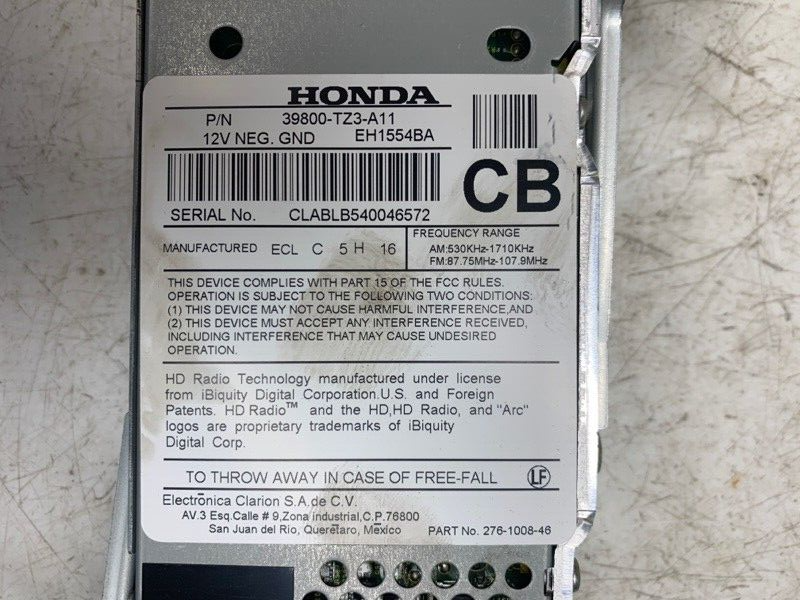 HONDA
P/N 39800-TZ3-A11
12V NEG. GND EH1554BA
CB
SERIAL No. CLABLB540046572
MANUFACTURED ECL C 5 H 16
FREQUENCY RANGE
AM:530KHz-1710KHz
FM:87.75MHz-107.9MHz
THIS DEVICE COMPLIES WITH PART 15 OF THE FCC RULES.
OPERATION IS SUBJECT TO THE FOLLOWING TWO CONDITIONS:
(1) THIS DEVICE MAY NOT CAUSE HARMFUL INTERFERENCE,AND
(2) THIS DEVICE MUST ACCEPT ANY INTERFERENCE RECEIVED,
INCLUDING INTERFERENCE THAT MAY CAUSE UNDESIRED
OPERATION.
HD Radio Technology manufactured under license
from iBiquity Digital Corporation.U.S. and Foreign
Patents. HD Radio™ and the HD,HD Radio, and "Arc"
logos are proprietary trademarks of iBiquity
Digital Corp.
TO THROW AWAY IN CASE OF FREE-FALL LF
Electrónica Clarion S.A.de C.V.
AV.3 Esq.Calle # 9,Zona industrial,C.P.76800
San Juan del Rio, Querétaro, México PART No. 276-1008-46